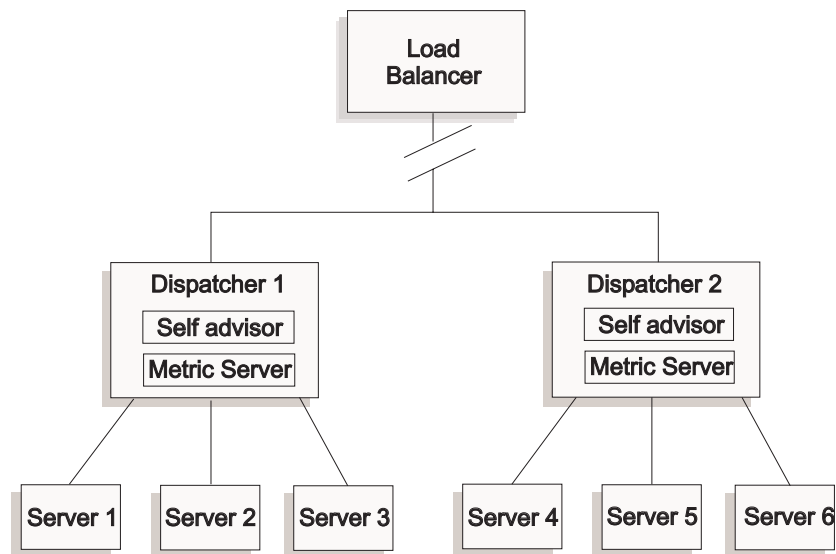 Load
Balancer
Dispatcher 1
Self advisor
Metric Server
Dispatcher 2
Self advisor
Metric Server
Server 1
Server 2
Server 3
Server 4
Server 5
Server 6